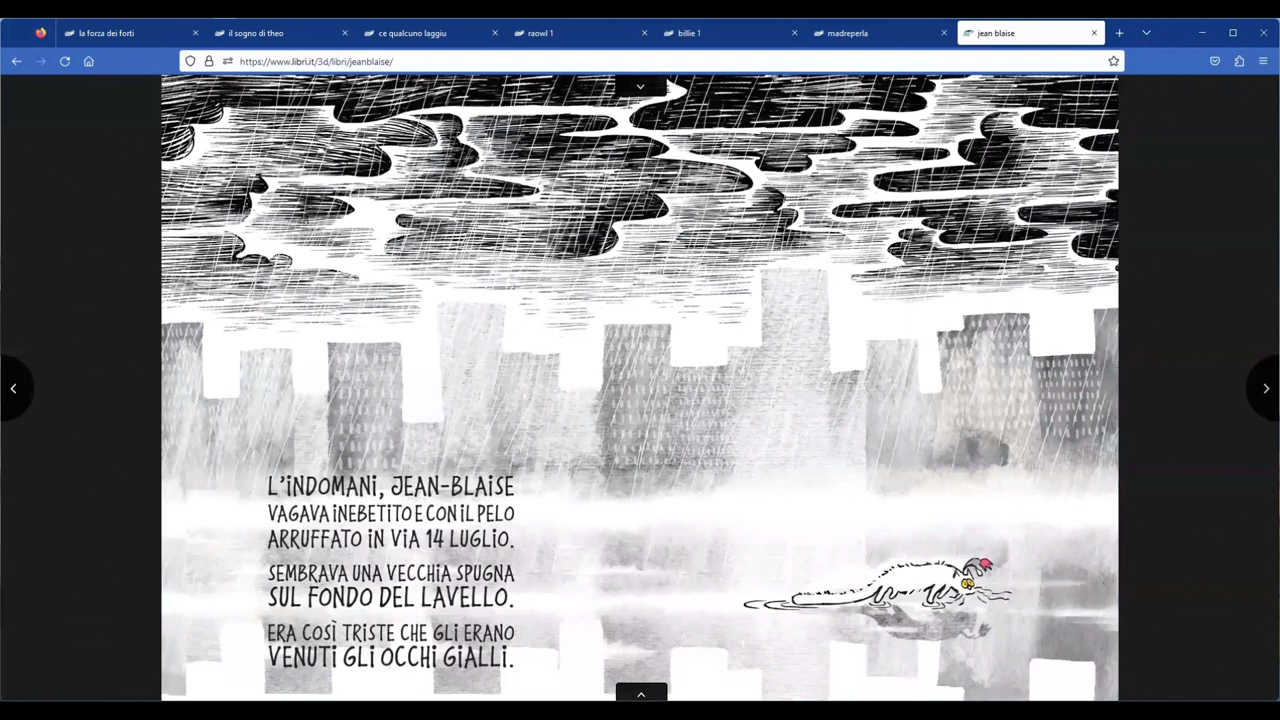 la forza dei forti
il sogno di theo
ce qualcuno laggiu
raowl 1
billie 1
madreperla
jean blaise
https://www.libri.it/3d/libri/jeanblaise/
L'INDOMANI, JEAN-BLAISE
VAGAVA INEBETITO E CON IL PELO
ARRUFFATO IN VIA 14 LUGLIO.
SEMBRAVA UNA VECCHIA SPUGNA
SUL FONDO DEL LAVELLO.
ERA COSÌ TRISTE CHE GLI ERANO
VENUTI GLI OCCHI GIALLI.